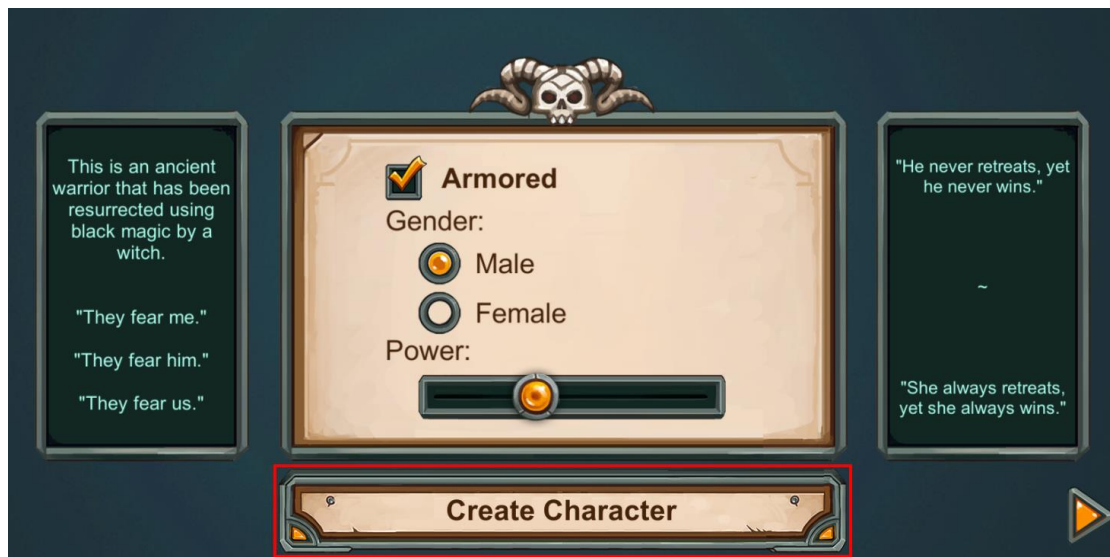 This is an ancient
warrior that has been
resurrected using
black magic by a
witch.
"They fear me."
"They fear him."
"They fear us."
Armored
Gender:
Male
Female
Power:
Create Character
"He never retreats, yet
he never wins."
~
"She always retreats,
yet she always wins."